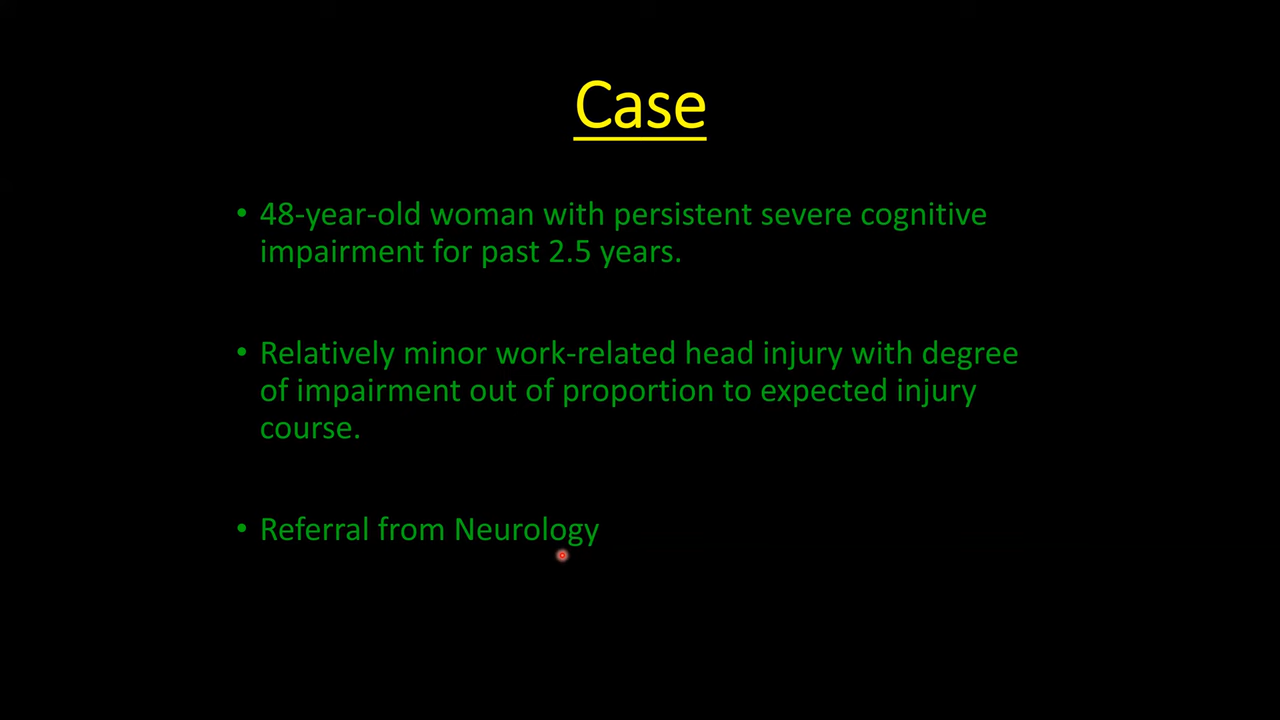 Case
• 48-year-old woman with persistent severe cognitive
impairment for past 2.5 years.
• Relatively minor work-related head injury with degree
of impairment out of proportion to expected injury
course.
• Referral from Neurology